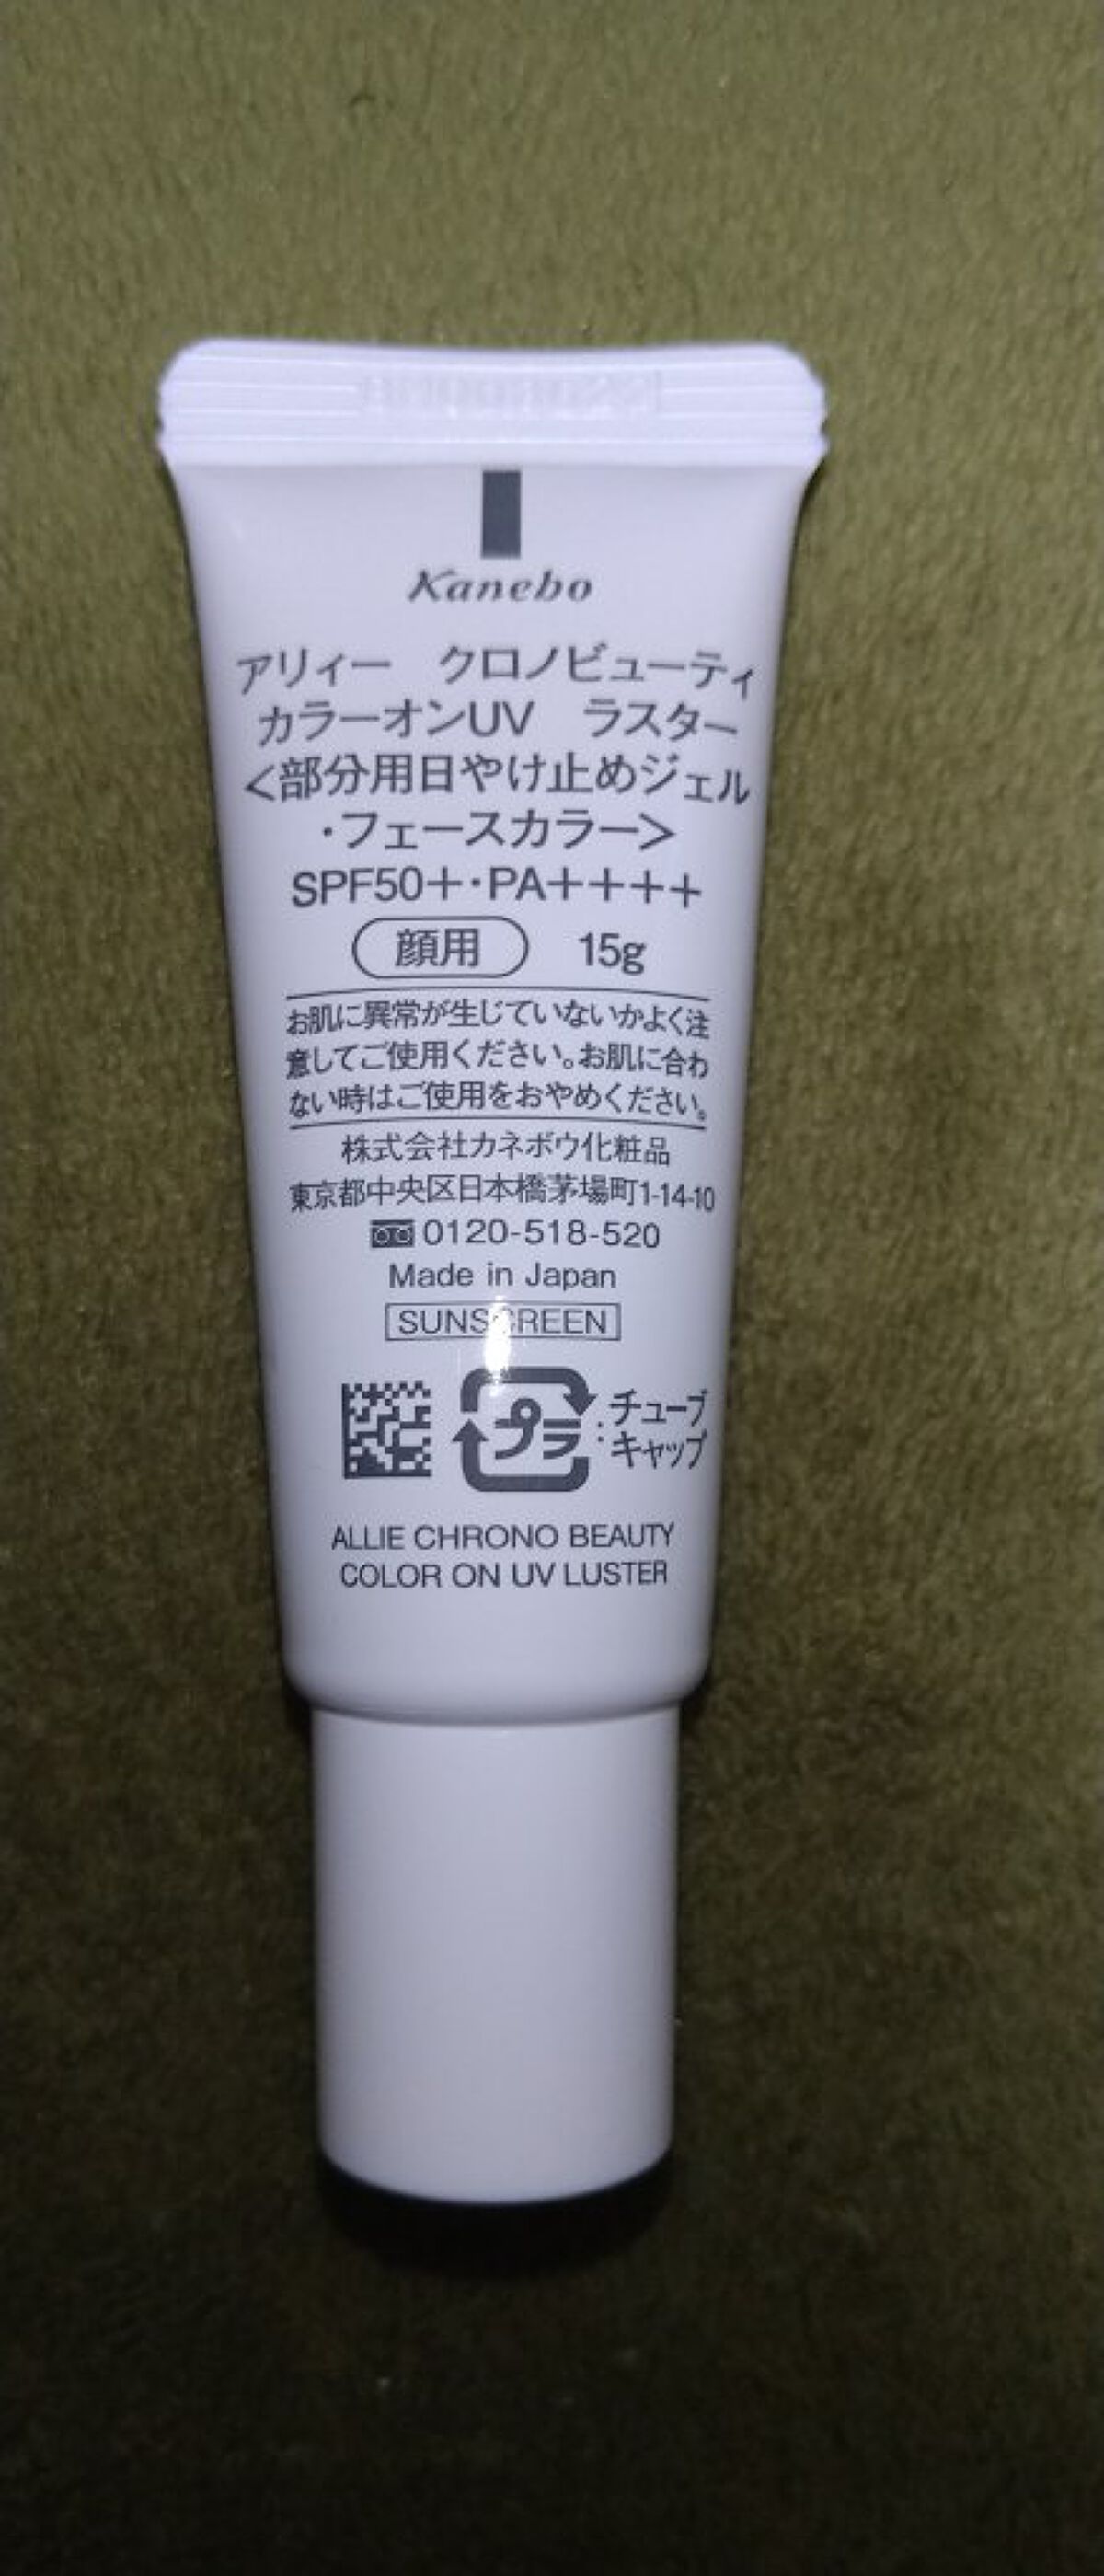 Kanebo
アリィー　クロノビューティ
カラーオンUV　ラスター
＜部分用日やけ止めジェル
・フェースカラー＞
SPF50＋・PA＋＋＋＋
顔用　15g
お肌に異常が生じていないかよく注
意してご使用ください。お肌に合わ
ない時はご使用をおやめください。
株式会社カネボウ化粧品
東京都中央区日本橋茅場町1-14-10
0120-518-520
Made in Japan
SUNSCREEN
プラ：チューブ
キャップ
ALLIE CHRONO BEAUTY
COLOR ON UV LUSTER